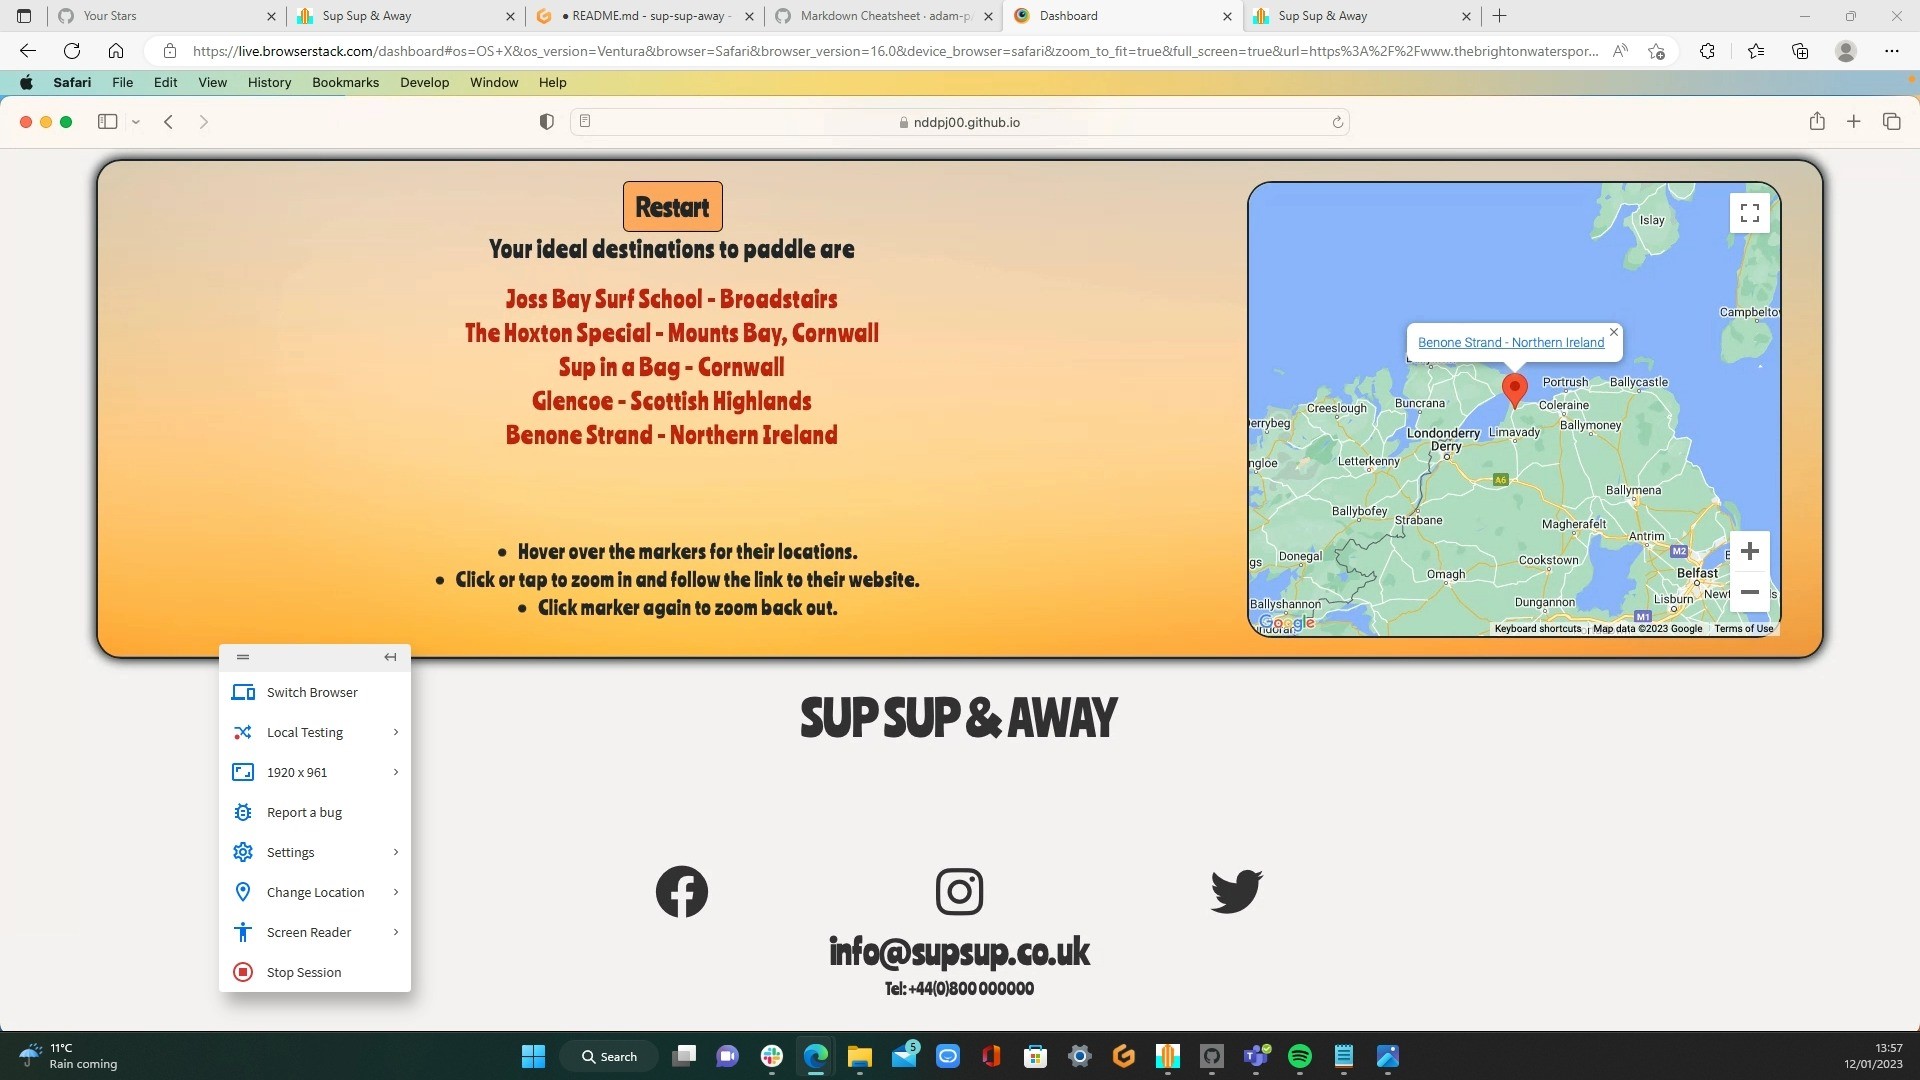 Your Stars
Sup Sup & Away
● README.md - sup-sup-away -
Markdown Cheatsheet · adam-p/
Dashboard
Sup Sup & Away
https://live.browserstack.com/dashboard#os=OS+X&os_version=Ventura&browser=Safari&browser_version=16.0&device_browser=safari&zoom_to_fit=true&full_screen=true&url=https%3A%2F%2Fwww.thebrightonwaterspor...
Safari File Edit View History Bookmarks Develop Window Help
nddpj00.github.io
Restart
Your ideal destinations to paddle are
Joss Bay Surf School - Broadstairs
The Hoxton Special - Mounts Bay, Cornwall
Sup in a Bag - Cornwall
Glencoe - Scottish Highlands
Benone Strand - Northern Ireland
• Hover over the markers for their locations.
• Click or tap to zoom in and follow the link to their website.
• Click marker again to zoom back out.
Islay
Campbelto
Benone Strand - Northern Ireland
Portrush
Ballycastle
Buncrana
Creeslough
Coleraine
errybeg
Londonderry
Derry
Limavady
Ballymoney
ngloe
Letterkenny
A6
Ballymena
Ballybofey
Strabane
Magherafelt
Antrim
M2
gs
Donegal
Omagh
Cookstown
Belfast
Ballyshannon
Dungannon
Lisburn
Newt
s
M1
Google
Keyboard shortcuts
Map data ©2023 Google
Terms of Use
Switch Browser
Local Testing
1920 x 961
Report a bug
Settings
Change Location
Screen Reader
Stop Session
SUP SUP & AWAY
info@supsup.co.uk
Tel: +44(0)800 000000
11°C
Rain coming
Search
5
13:57
12/01/2023